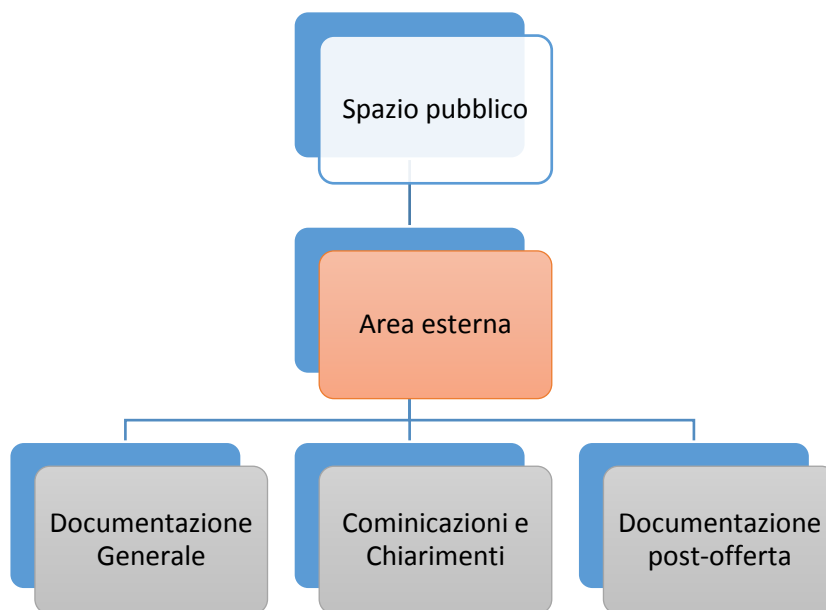 Spazio pubblico
Area esterna
Documentazione
Generale
Cominicazioni e
Chiarimenti
Documentazione
post-offerta